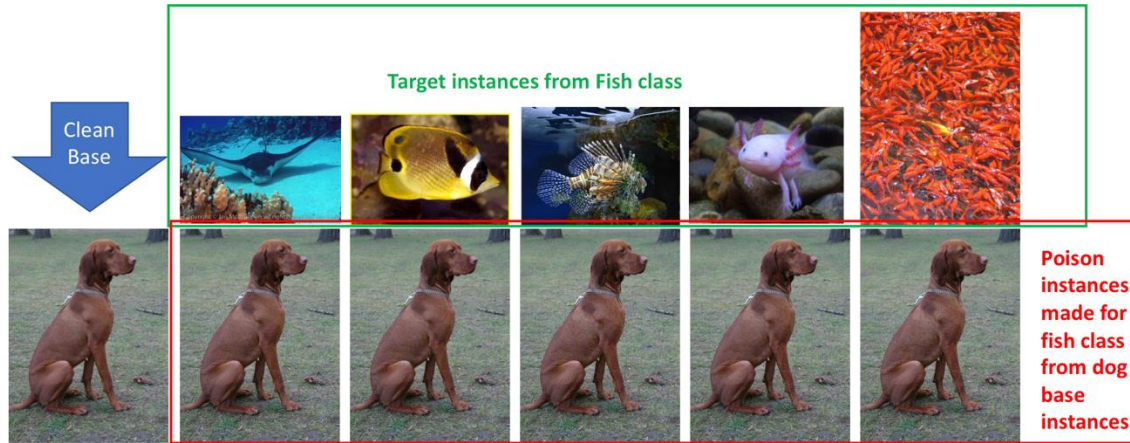 Target instances from Fish class
Clean
Base
Poison
instances
made for
fish class
from dog
base
instances